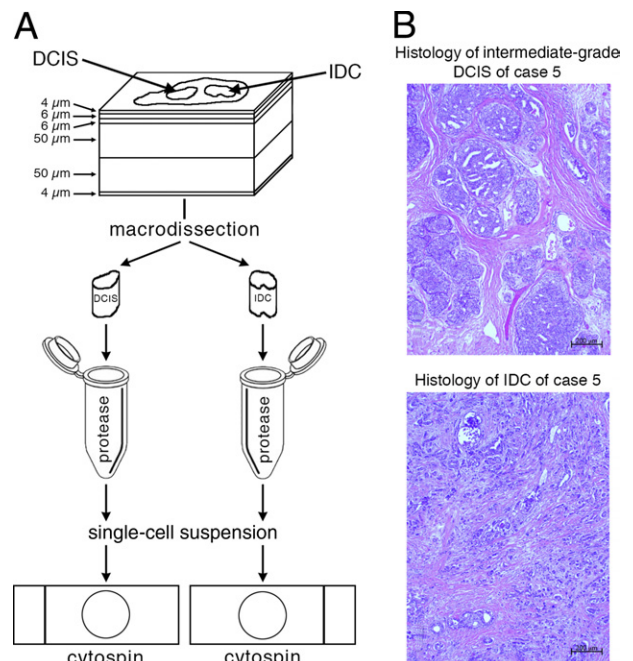 A
DCIS
IDC
4 µm
6 µm
6 µm
50 µm
50 µm
4 µm
macrodissection
DCIS
IDC
protease
protease
single-cell suspension
cytospin
cytospin
B
Histology of intermediate-grade
DCIS of case 5
Histology of IDC of case 5